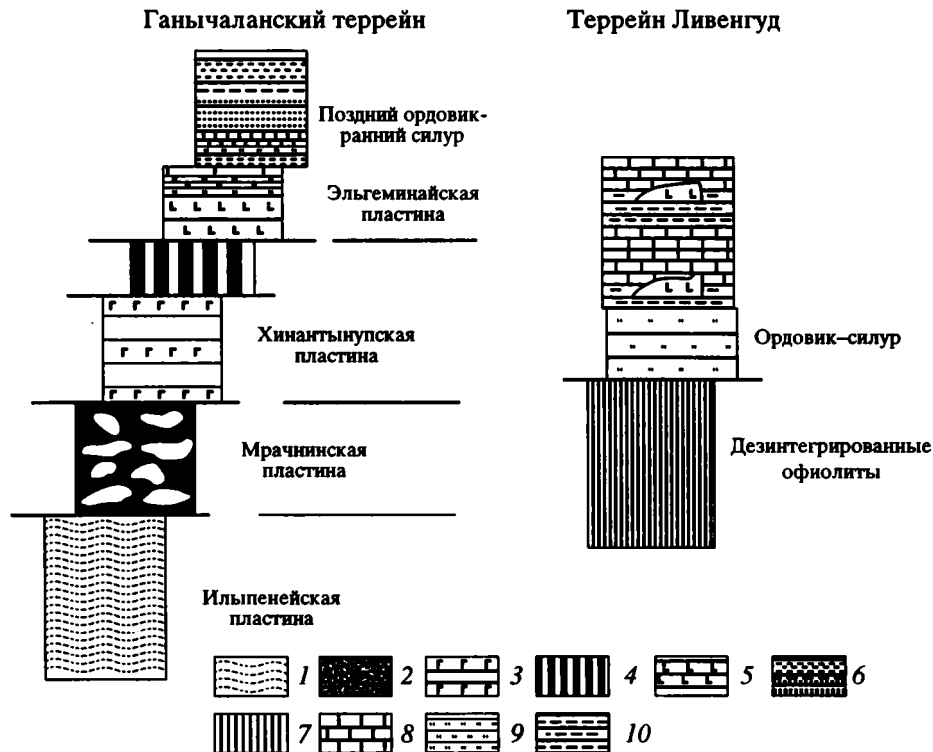 Ганычаланский террейн
Террейн Ливенгуд
Поздний ордовик-
ранний силур
Эльгеминайская
пластина
Хинантынупская
пластина
Ордовик–силур
Мрачнинская
пластина
Дезинтегрированные
офиолиты
Илыпенейская
пластина
1 2 3 4 5 6
7 8 9 10